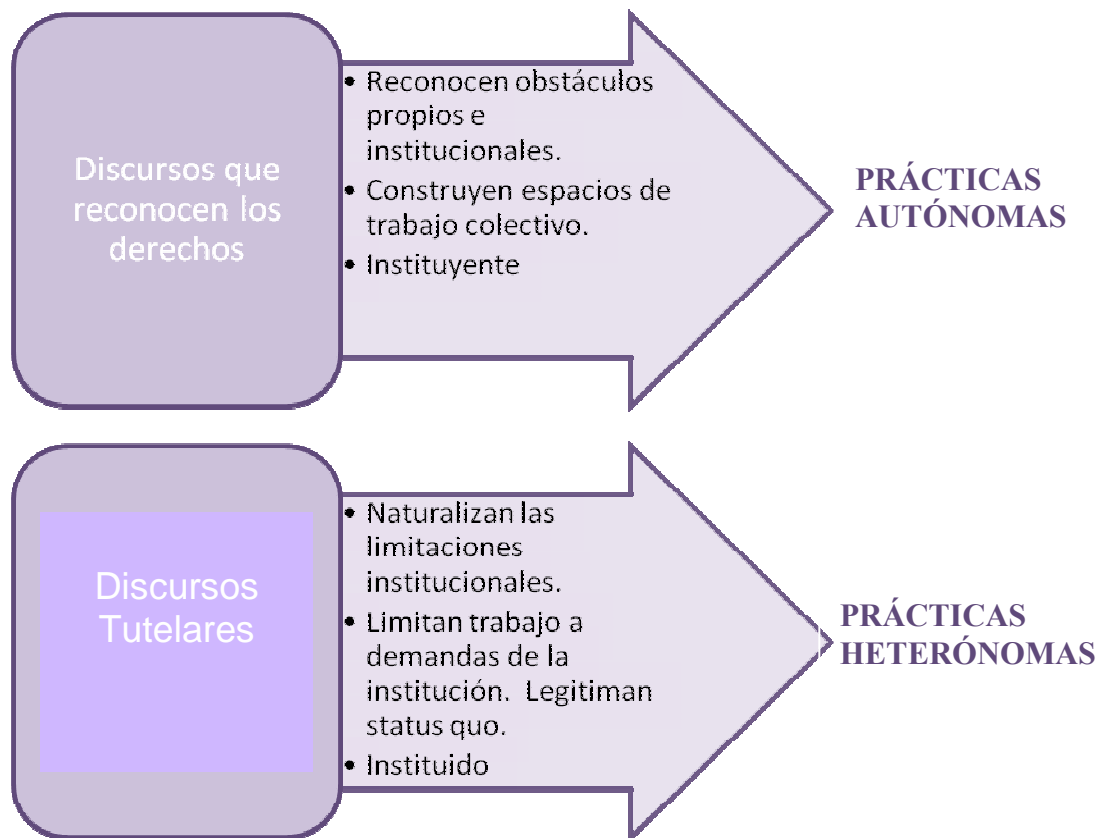 Discursos que
reconocen los
derechos
• Reconocen obstáculos
propios e
institucionales.
• Construyen espacios de
trabajo colectivo.
• Instituyente
PRÁCTICAS
AUTÓNOMAS
Discursos
Tutelares
• Naturalizan las
limitaciones
institucionales.
• Limitan trabajo a
demandas de la
institución. Legitiman
status quo.
• Instituido
PRÁCTICAS
HETERÓNOMAS